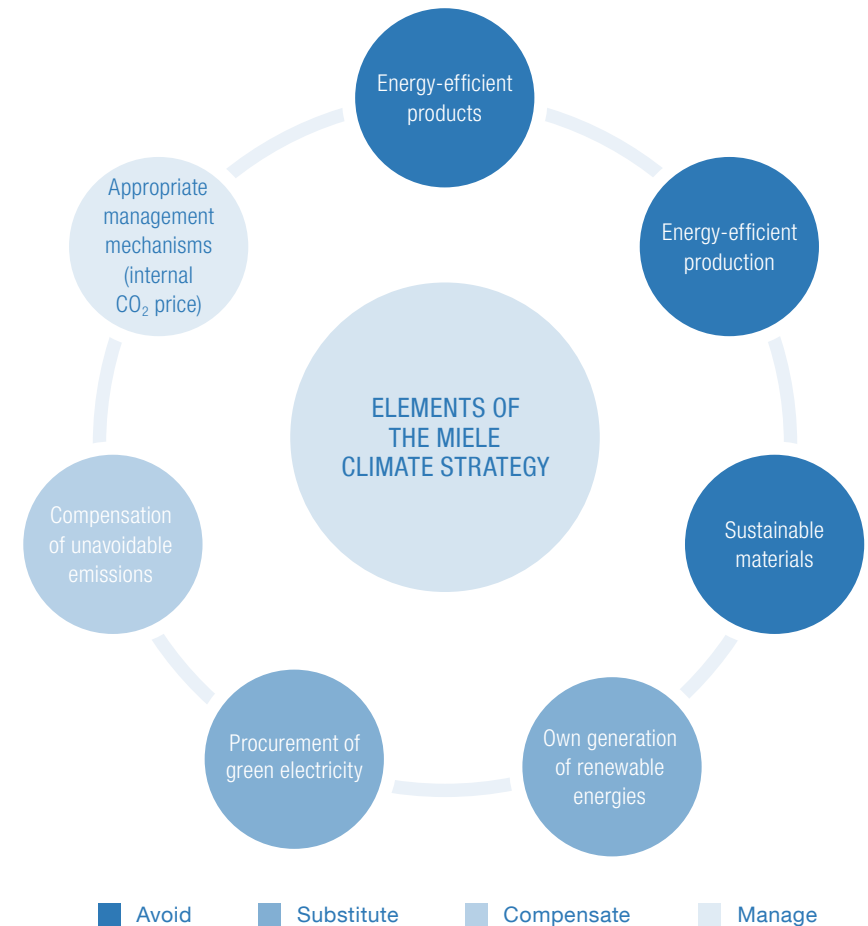 Energy-efficient
products
Energy-efficient
production
Sustainable
materials
Own generation
of renewable
energies
Procurement of
green electricity
Compensation
of unavoidable
emissions
Appropriate
management
mechanisms
(internal
CO₂ price)
ELEMENTS OF
THE MIELE
CLIMATE STRATEGY
Avoid
Substitute
Compensate
Manage